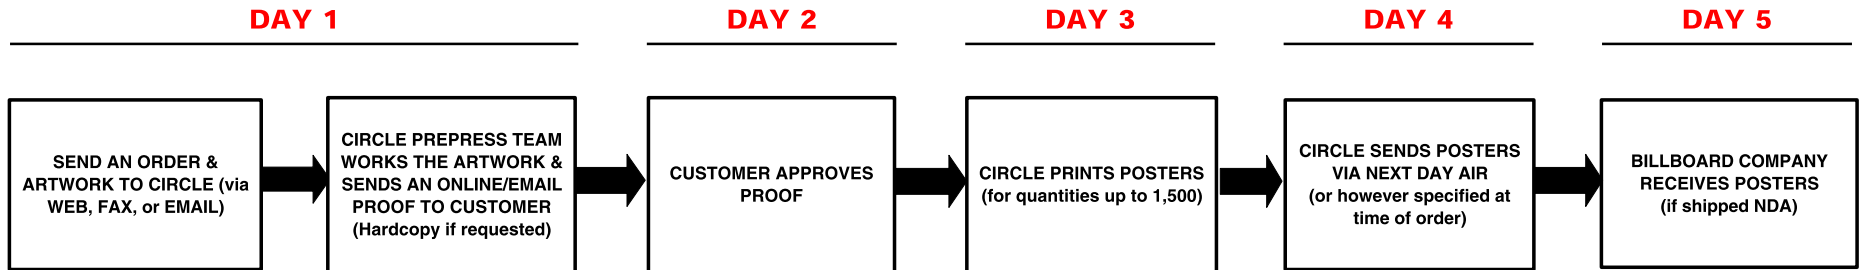 DAY 1
DAY 2
DAY 3
DAY 4
DAY 5
SEND AN ORDER &
ARTWORK TO CIRCLE (via
WEB, FAX, or EMAIL)
CIRCLE PREPRESS TEAM
WORKS THE ARTWORK &
SENDS AN ONLINE/EMAIL
PROOF TO CUSTOMER
(Hardcopy if requested)
CUSTOMER APPROVES
PROOF
CIRCLE PRINTS POSTERS
(for quantities up to 1,500)
CIRCLE SENDS POSTERS
VIA NEXT DAY AIR
(or however specified at
time of order)
BILLBOARD COMPANY
RECEIVES POSTERS
(if shipped NDA)